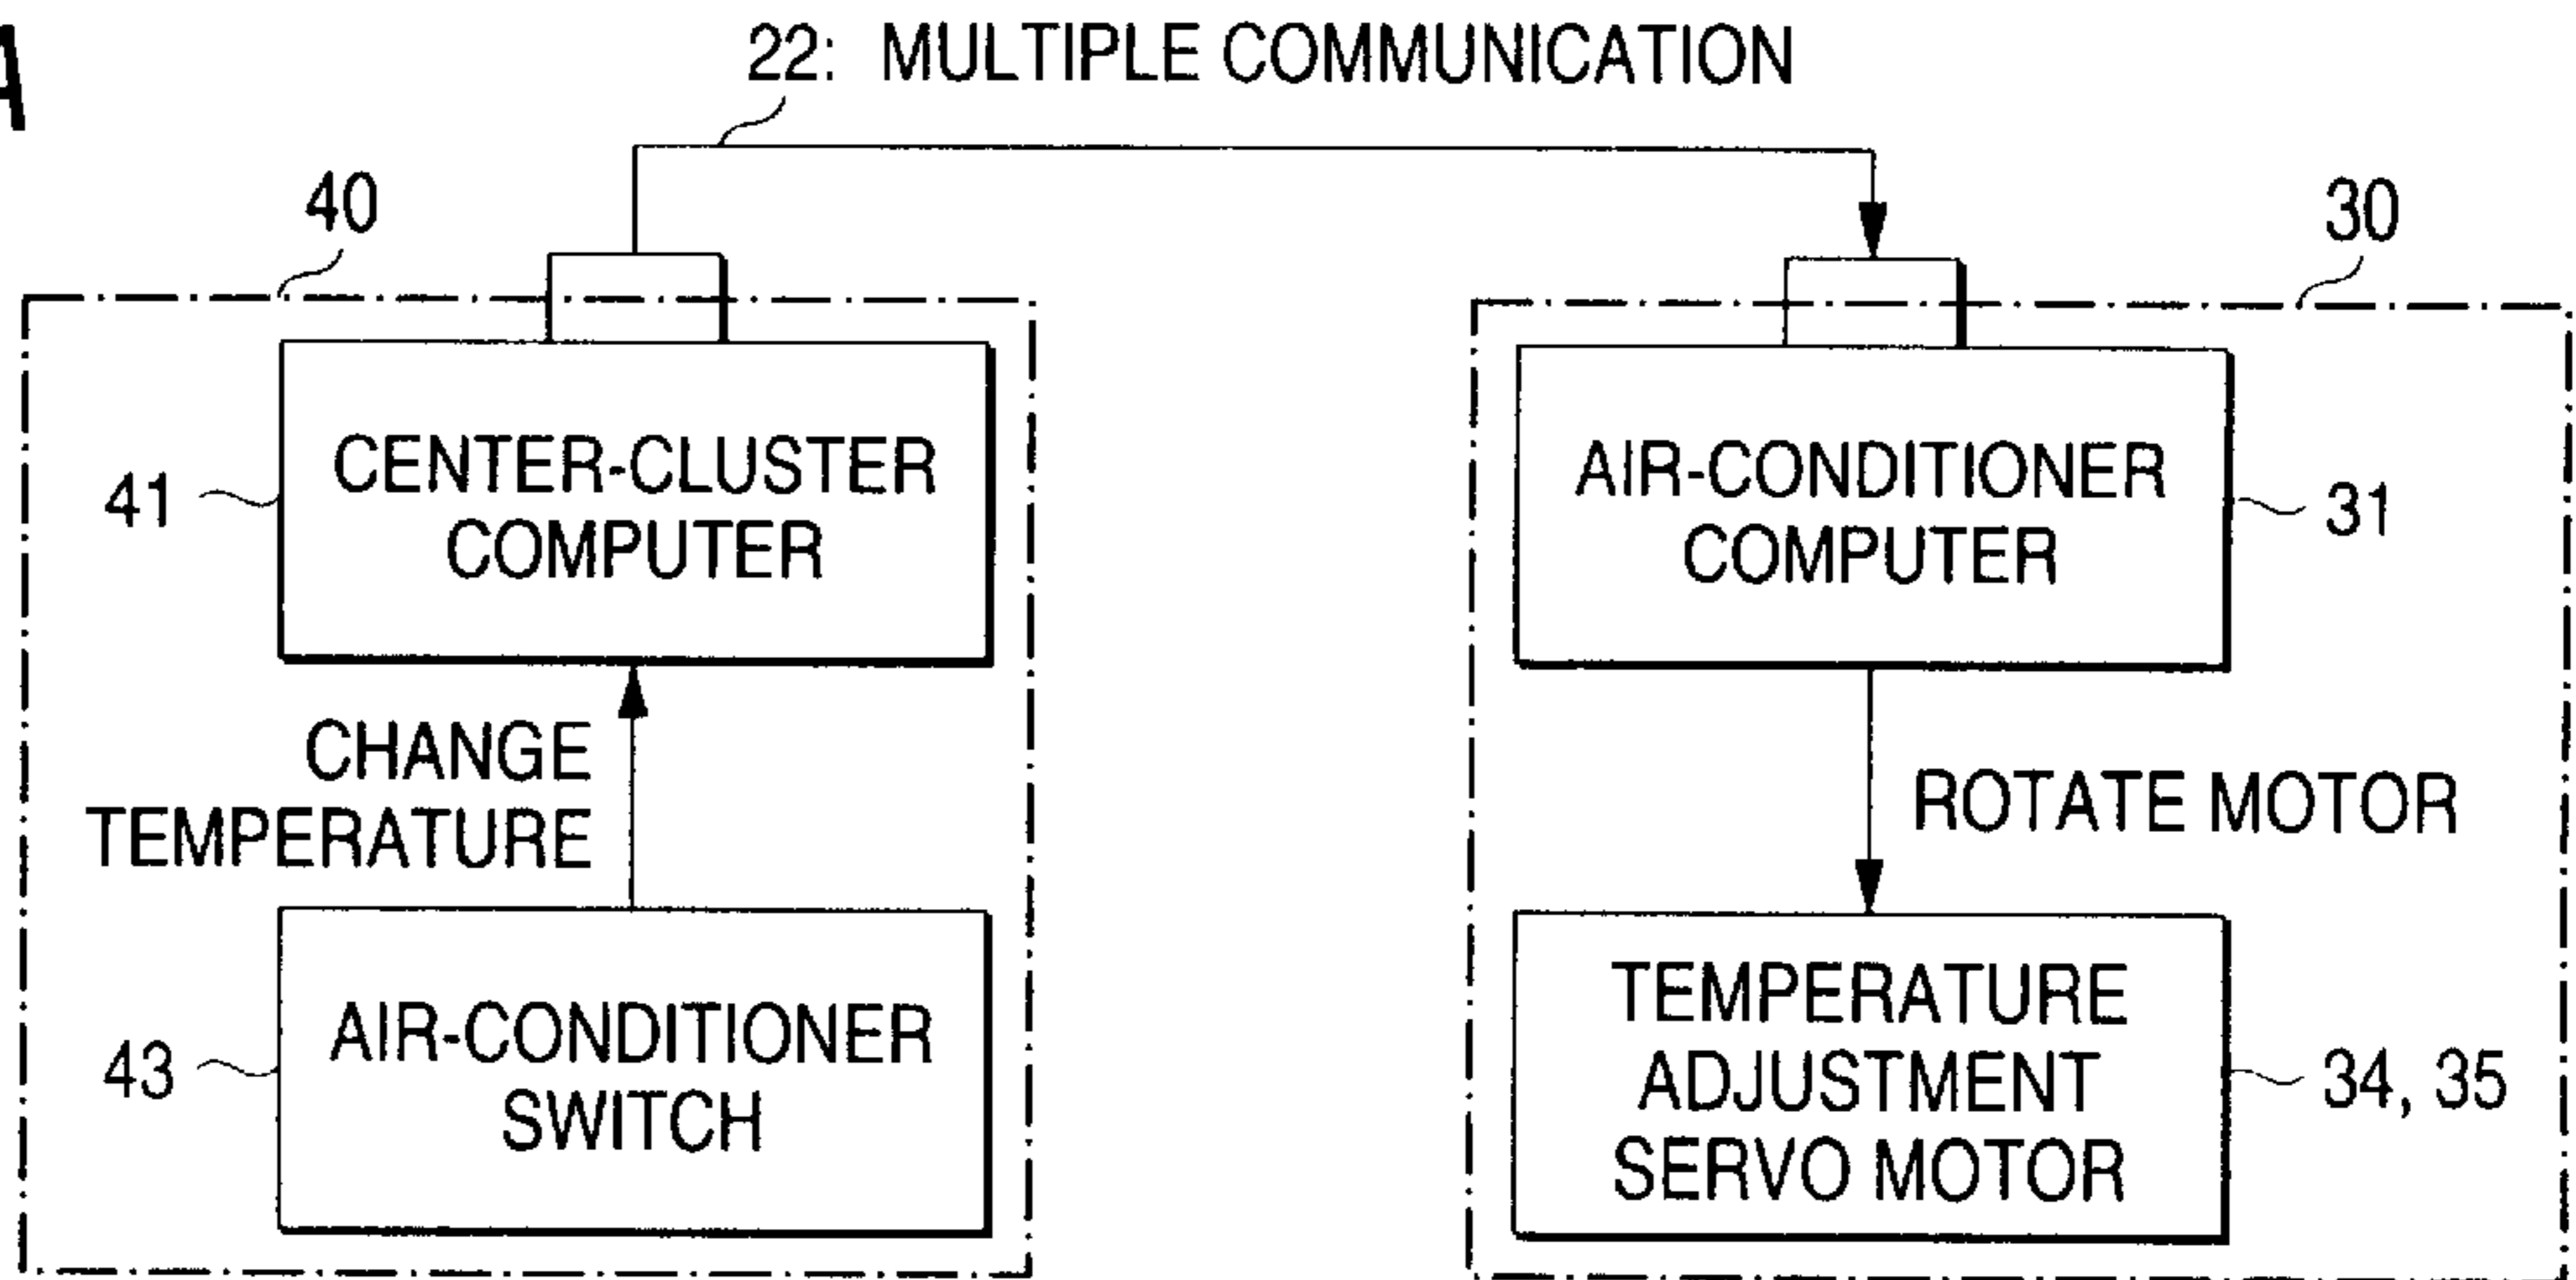 A
22: MULTIPLE COMMUNICATION
40
30
CENTER-CLUSTER
COMPUTER
41
AIR-CONDITIONER
COMPUTER
31
CHANGE
TEMPERATURE
ROTATE MOTOR
AIR-CONDITIONER
SWITCH
43
TEMPERATURE
ADJUSTMENT
SERVO MOTOR
34, 35